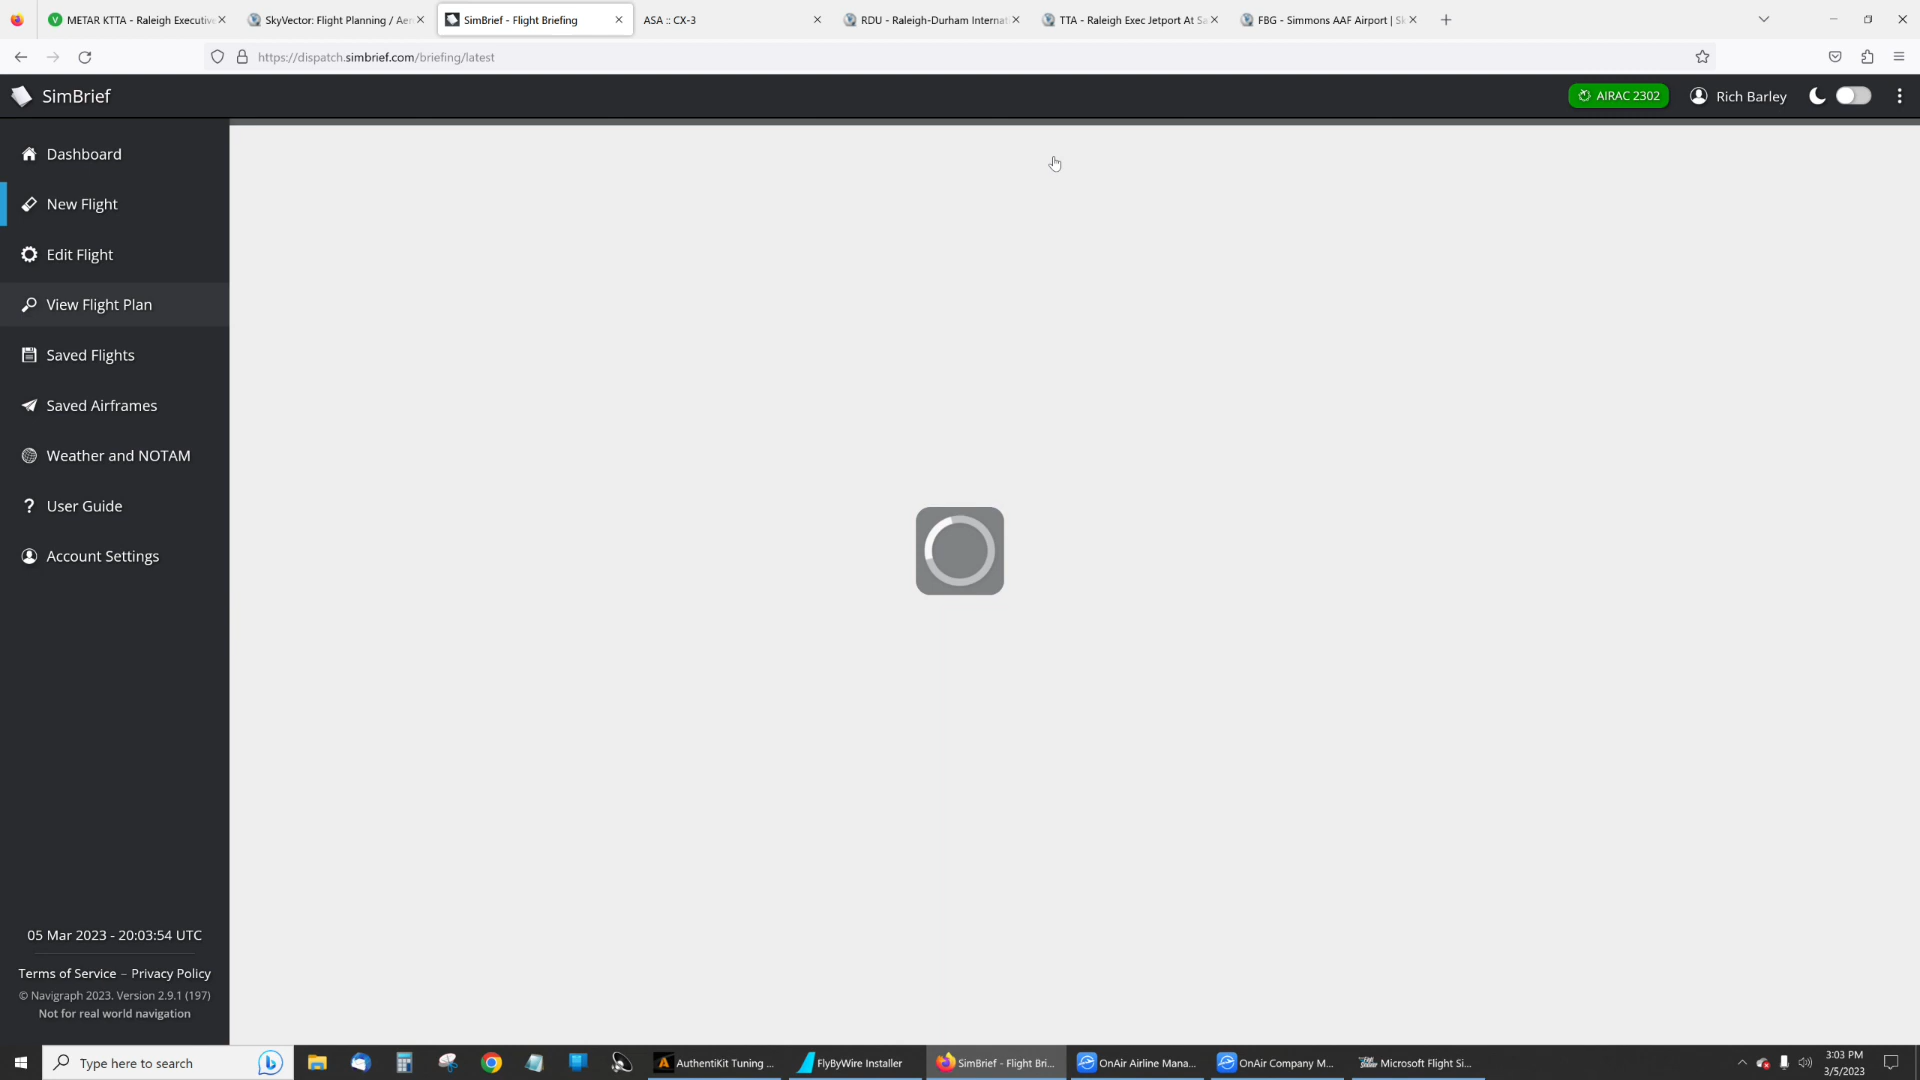 METAR KTTA - Raleigh Executive
SkyVector: Flight Planning / Aer
SimBrief - Flight Briefing
ASA :: CX-3
RDU - Raleigh-Durham Internat
TTA - Raleigh Exec Jetport At Sa
FBG - Simmons AAF Airport | Sk
https://dispatch.simbrief.com/briefing/latest
SimBrief
AIRAC 2302
Rich Barley
Dashboard
New Flight
Edit Flight
View Flight Plan
Saved Flights
Saved Airframes
Weather and NOTAM
User Guide
Account Settings
05 Mar 2023 - 20:03:54 UTC
Terms of Service – Privacy Policy
© Navigraph 2023. Version 2.9.1 (197)
Not for real world navigation
Type here to search
AuthentiKit Tuning ...
FlyByWire Installer
SimBrief - Flight Bri...
OnAir Airline Mana...
OnAir Company M...
Microsoft Flight Si...
3:03 PM
3/5/2023